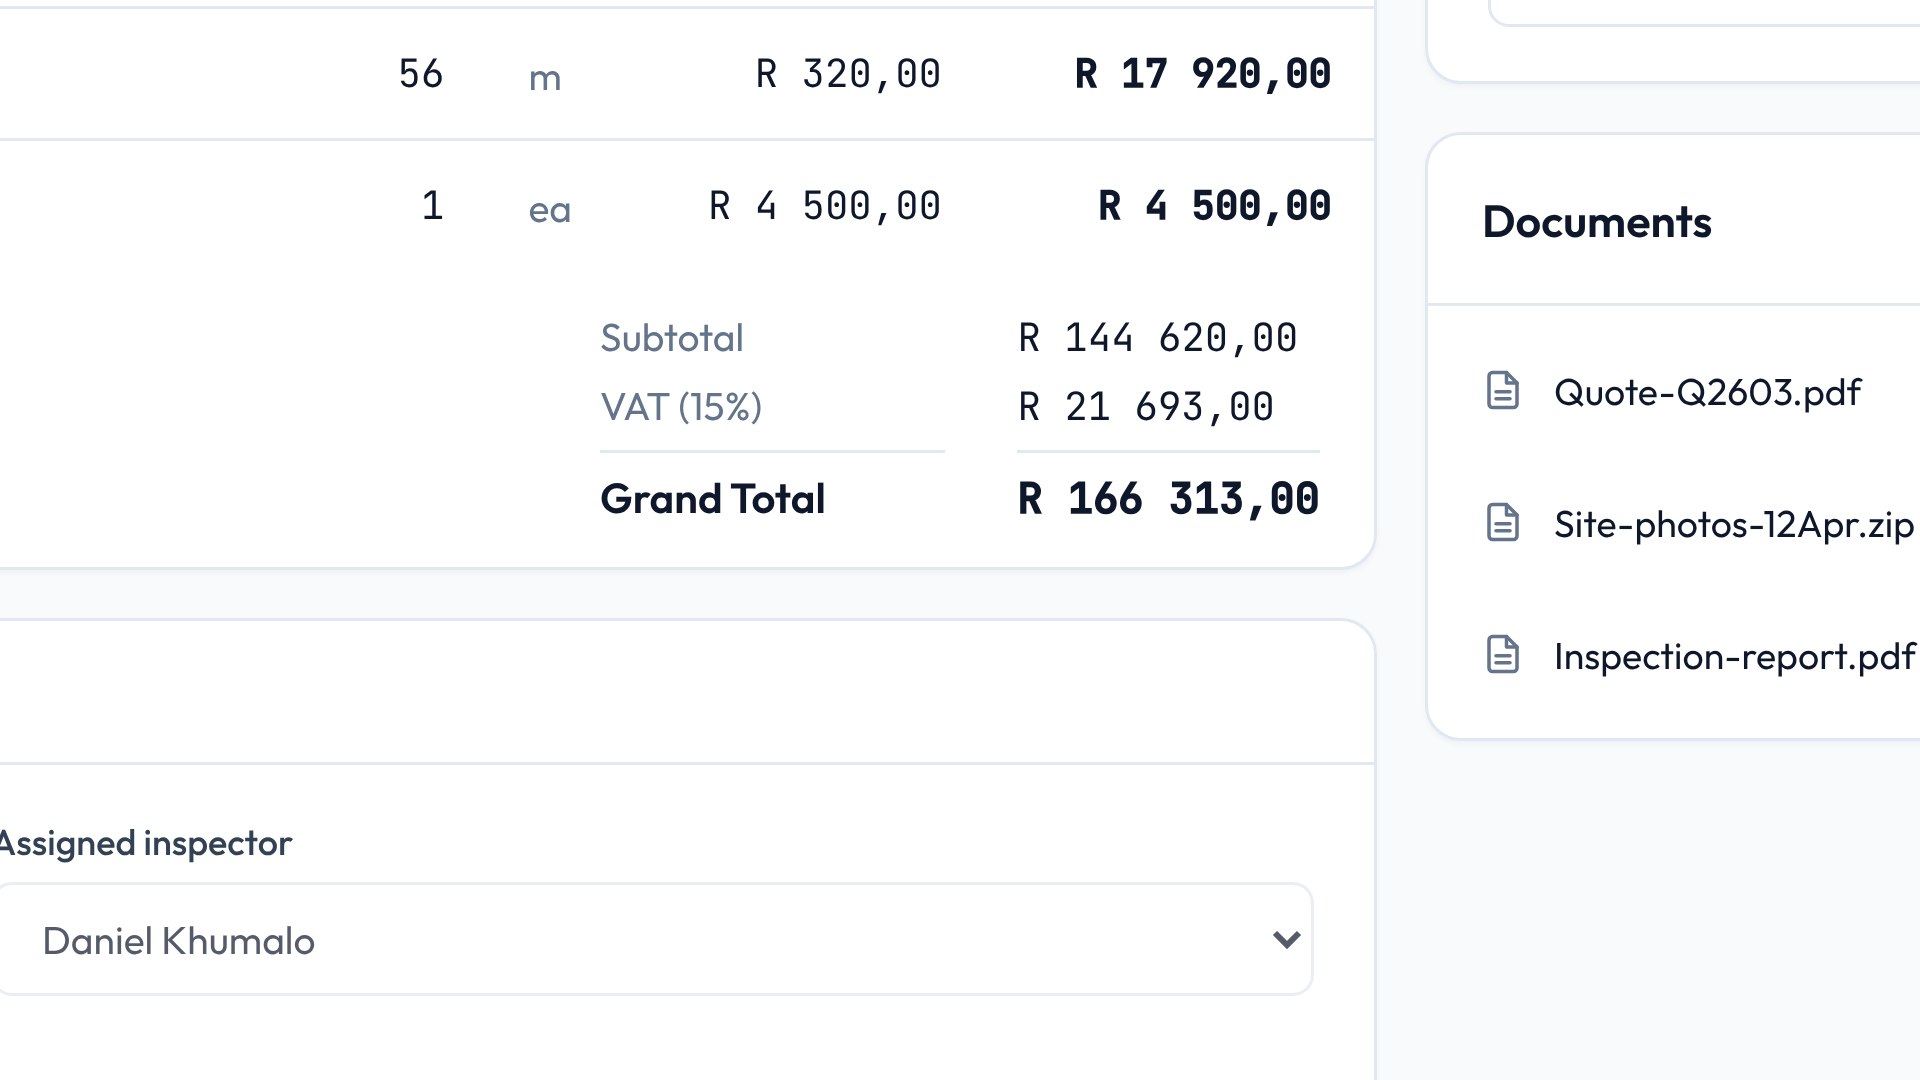 56 m R 320,00 R 17 920,00
1 ea R 4 500,00 R 4 500,00
Subtotal R 144 620,00
VAT (15%) R 21 693,00
Grand Total R 166 313,00
Assigned inspector
Daniel Khumalo
Documents
Quote-Q2603.pdf
Site-photos-12Apr.zip
Inspection-report.pdf